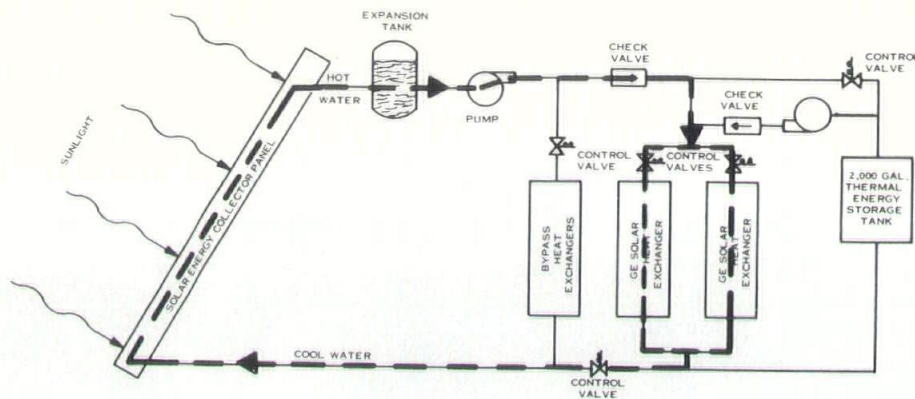 EXPANSION
TANK
HOT
WATER
PUMP
CHECK
VALVE
CONTROL
VALVE
CHECK
VALVE
SUNLIGHT
SOLAR ENERGY COLLECTOR PANEL
CONTROL
VALVE
CONTROL
VALVES
BYPASS
HEAT
EXCHANGERS
GE SOLAR
HEAT
EXCHANGER
GE SOLAR
HEAT
EXCHANGER
2,000 GAL.
THERMAL
ENERGY
STORAGE
TANK
COOL WATER
CONTROL
VALVE